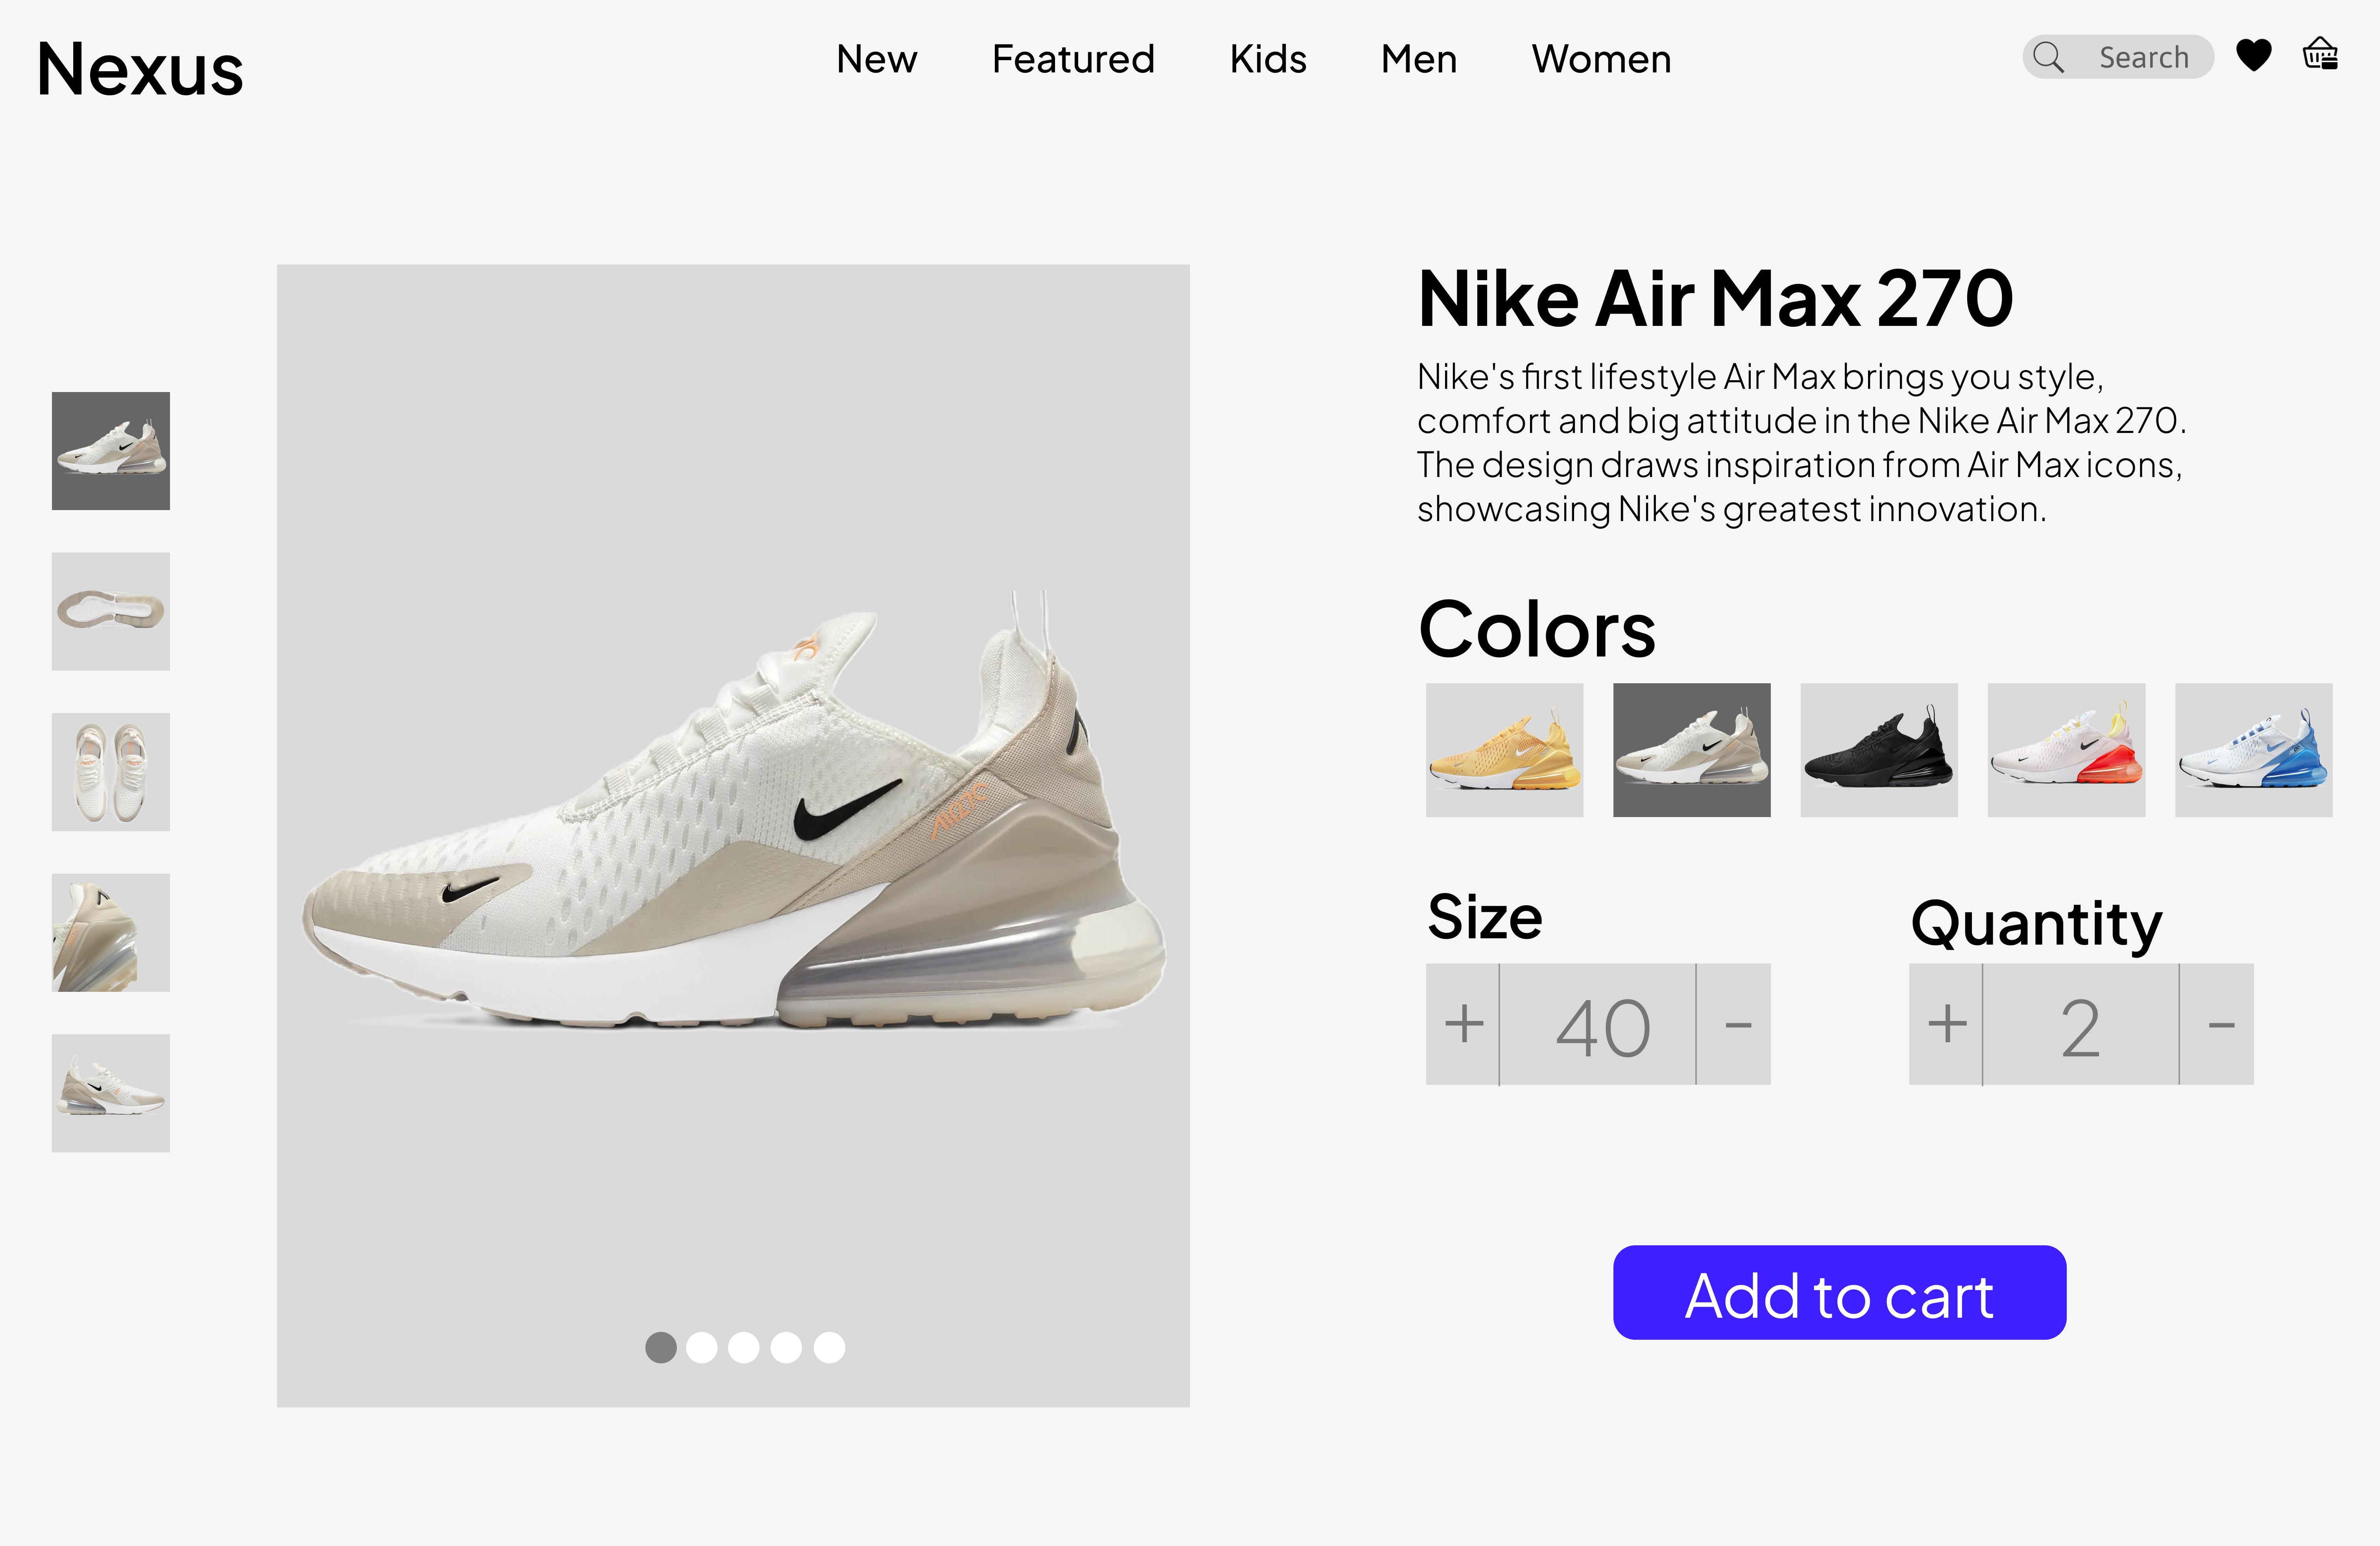 Nexus
New Featured Kids Men Women
Search
Nike Air Max 270
Nike's first lifestyle Air Max brings you style,
comfort and big attitude in the Nike Air Max 270.
The design draws inspiration from Air Max icons,
showcasing Nike's greatest innovation.
Colors
Size
+ 40 -
Quantity
+ 2 -
Add to cart